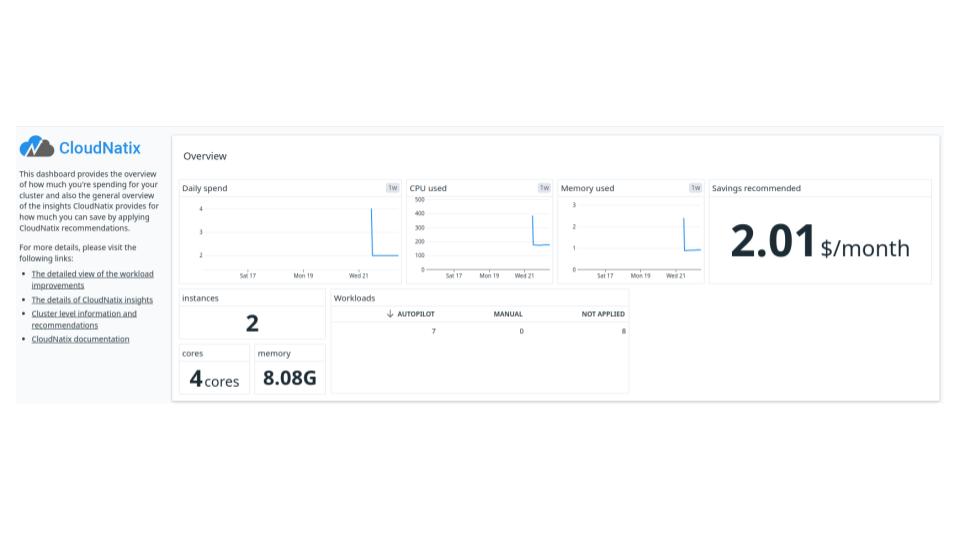 CloudNatix
This dashboard provides the overview
of how much you're spending for your
cluster and also the general overview
of the insights CloudNatix provides for
how much you can save by applying
CloudNatix recommendations.
For more details, please visit the
following links:
• The detailed view of the workload
improvements
• The details of CloudNatix insights
• Cluster level information and
recommendations
• CloudNatix documentation
Overview
Daily spend 1w
4
3
2
Sat 17 Mon 19 Wed 21
CPU used 1w
500
400
300
200
100
0
Sat 17 Mon 19 Wed 21
Memory used 1w
3
2
1
0
Sat 17 Mon 19 Wed 21
Savings recommended
2.01 $/month
instances
2
cores
4 cores
memory
8.08G
Workloads
↓ AUTOPILOT MANUAL NOT APPLIED
7 0 8